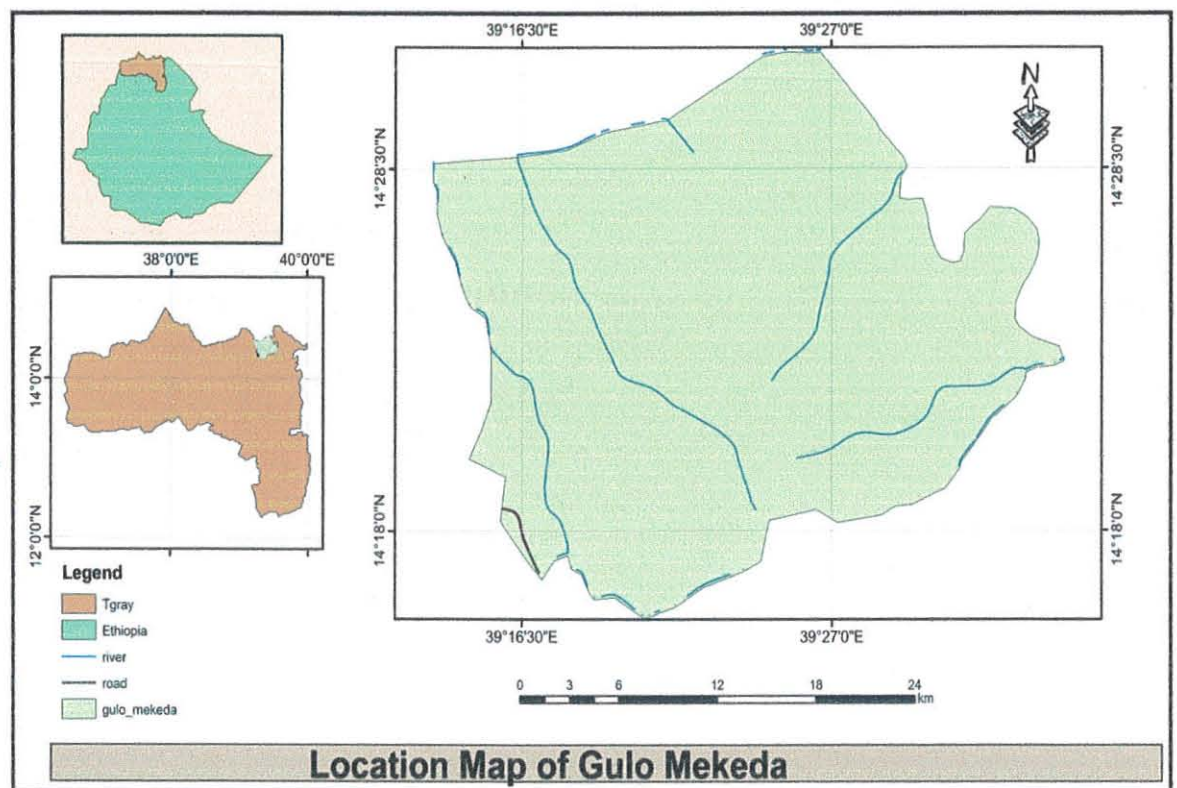 39°16'30"E 39°27'0"E
N
14°28'30"N 14°28'30"N
38°0'0"E 40°0'0"E
14°0'0"N
12°0'0"N
14°18'0"N 14°18'0"N
39°16'30"E 39°27'0"E
Legend
Tgray
Ethiopia
river
road
gulo_mekeda
0 3 6 12 18 24
km
Location Map of Gulo Mekeda